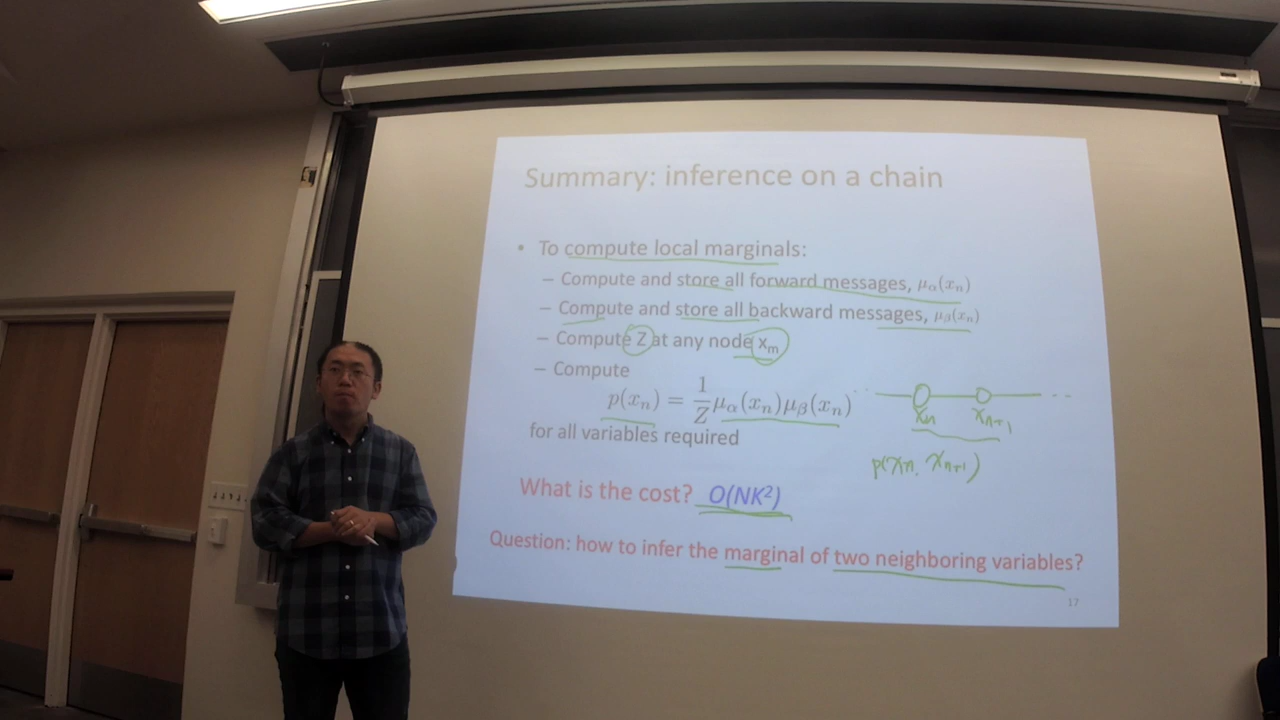 Summary: inference on a chain
• To compute local marginals:
– Compute and store all forward messages, μα(xn)
– Compute and store all backward messages, μβ(xn)
– Compute Z at any node xm
– Compute
p(xn) = 1/Z μα(xn)μβ(xn)
for all variables required
xn xn+1
p(xn, xn+1)
What is the cost? O(NK²)
Question: how to infer the marginal of two neighboring variables?
17